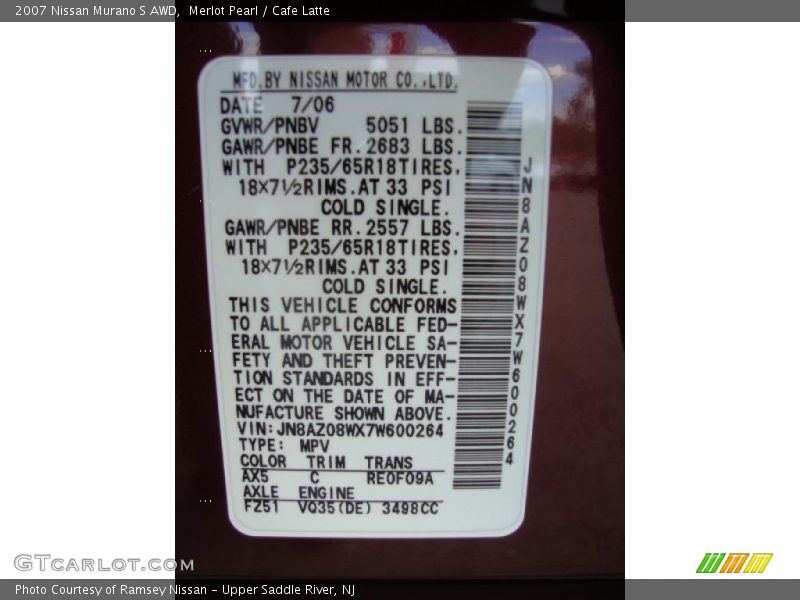 2007 Nissan Murano S AWD, Merlot Pearl / Cafe Latte
MFD.BY NISSAN MOTOR CO.,LTD.
DATE 7/06
GVWR/PNBV 5051 LBS.
GAWR/PNBE FR.2683 LBS.
WITH P235/65R18TIRES,
18×7½RIMS.AT 33 PSI
COLD SINGLE.
GAWR/PNBE RR.2557 LBS.
WITH P235/65R18TIRES,
18×7½RIMS.AT 33 PSI
COLD SINGLE.
THIS VEHICLE CONFORMS
TO ALL APPLICABLE FED-
ERAL MOTOR VEHICLE SA-
FETY AND THEFT PREVEN-
TION STANDARDS IN EFF-
ECT ON THE DATE OF MA-
NUFACTURE SHOWN ABOVE.
VIN:JN8AZ08WX7W600264
TYPE: MPV
COLOR TRIM TRANS
AX5 C RE0F09A
AXLE ENGINE
FZ51 VQ35(DE) 3498CC
JN8AZ08WX7W600264
GTCARLOT.COM
Photo Courtesy of Ramsey Nissan - Upper Saddle River, NJ